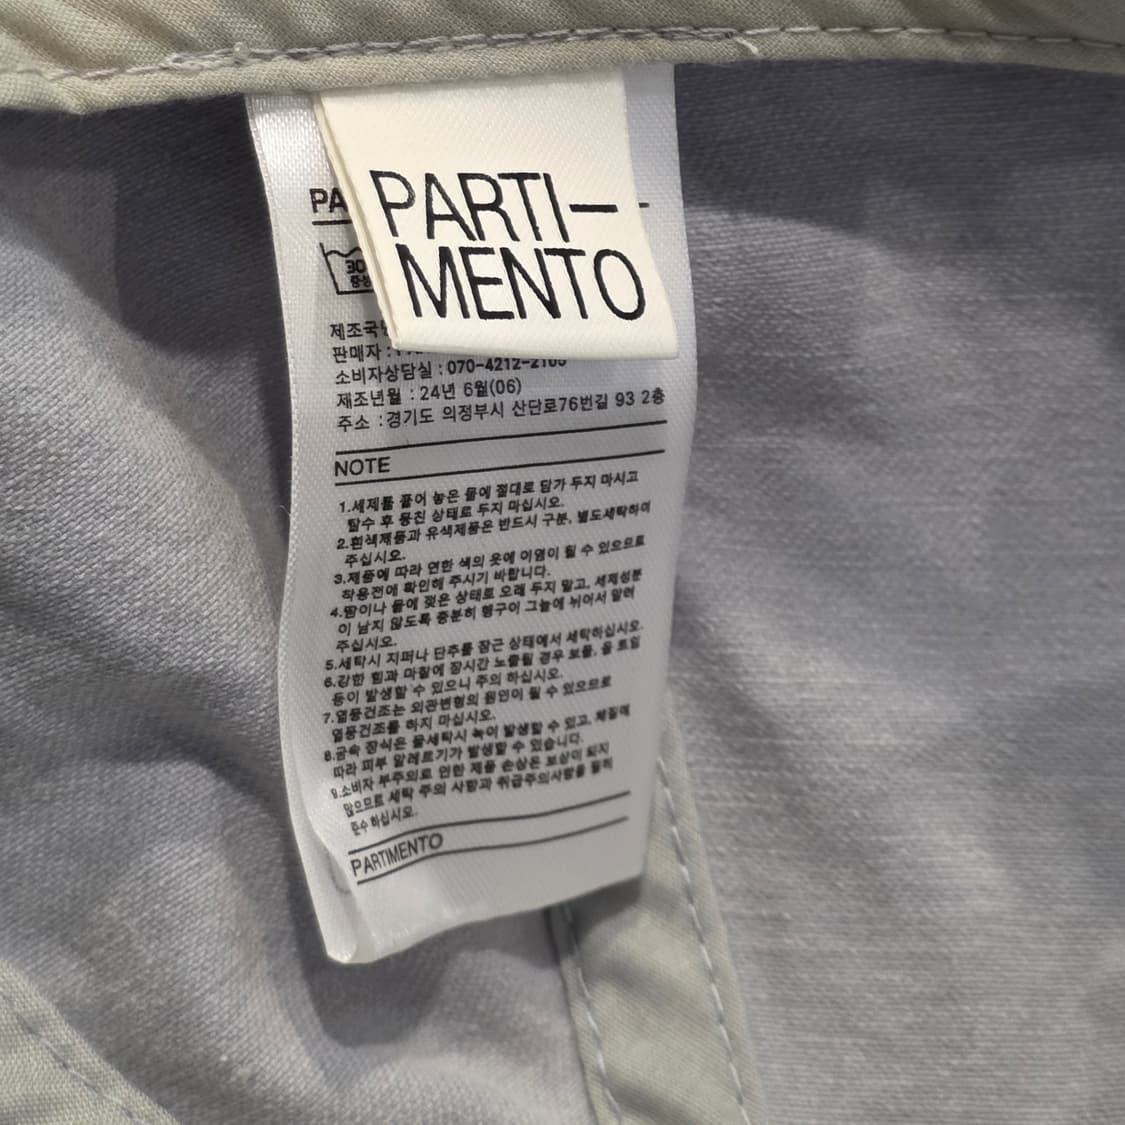 PARTI-
MENTO
PA
30
중성
제조국
판매자 :
소비자상담실 : 070-4212-2105
제조년월 : 24년 6월(06)
주소 : 경기도 의정부시 산단로76번길 93 2층
NOTE
1.세제를 풀어 놓은 물에 절대로 담가 두지 마시고
탈수 후 뭉친 상태로 두지 마십시오.
2.흰색제품과 유색제품은 반드시 구분, 별도세탁하여
주십시오.
3.제품에 따라 연한 색의 옷에 이염이 될 수 있으므로
착용전에 확인해 주시기 바랍니다.
4.땀이나 물에 젖은 상태로 오래 두지 말고, 세제성분
이 남지 않도록 충분히 헹구어 그늘에 뉘어서 말려
주십시오.
5.세탁시 지퍼나 단추를 잠근 상태에서 세탁하십시오.
6.강한 힘과 마찰에 장시간 노출될 경우 보풀, 올 트임
등이 발생할 수 있으니 주의 하십시오.
7.열풍건조는 외관변형의 원인이 될 수 있으므로
열풍건조를 하지 마십시오.
8.금속 장식은 물세탁시 녹이 발생할 수 있고, 체질에
따라 피부 알레르기가 발생할 수 있습니다.
9.소비자 부주의로 인한 제품 손상은 보상이 되지
않으므로 세탁 주의 사항과 취급주의사항을 필히
준수하십시오.
PARTIMENTO